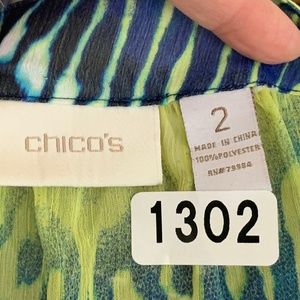 chico's
2
MADE IN CHINA
100%POLYESTER
RN#79984
1302